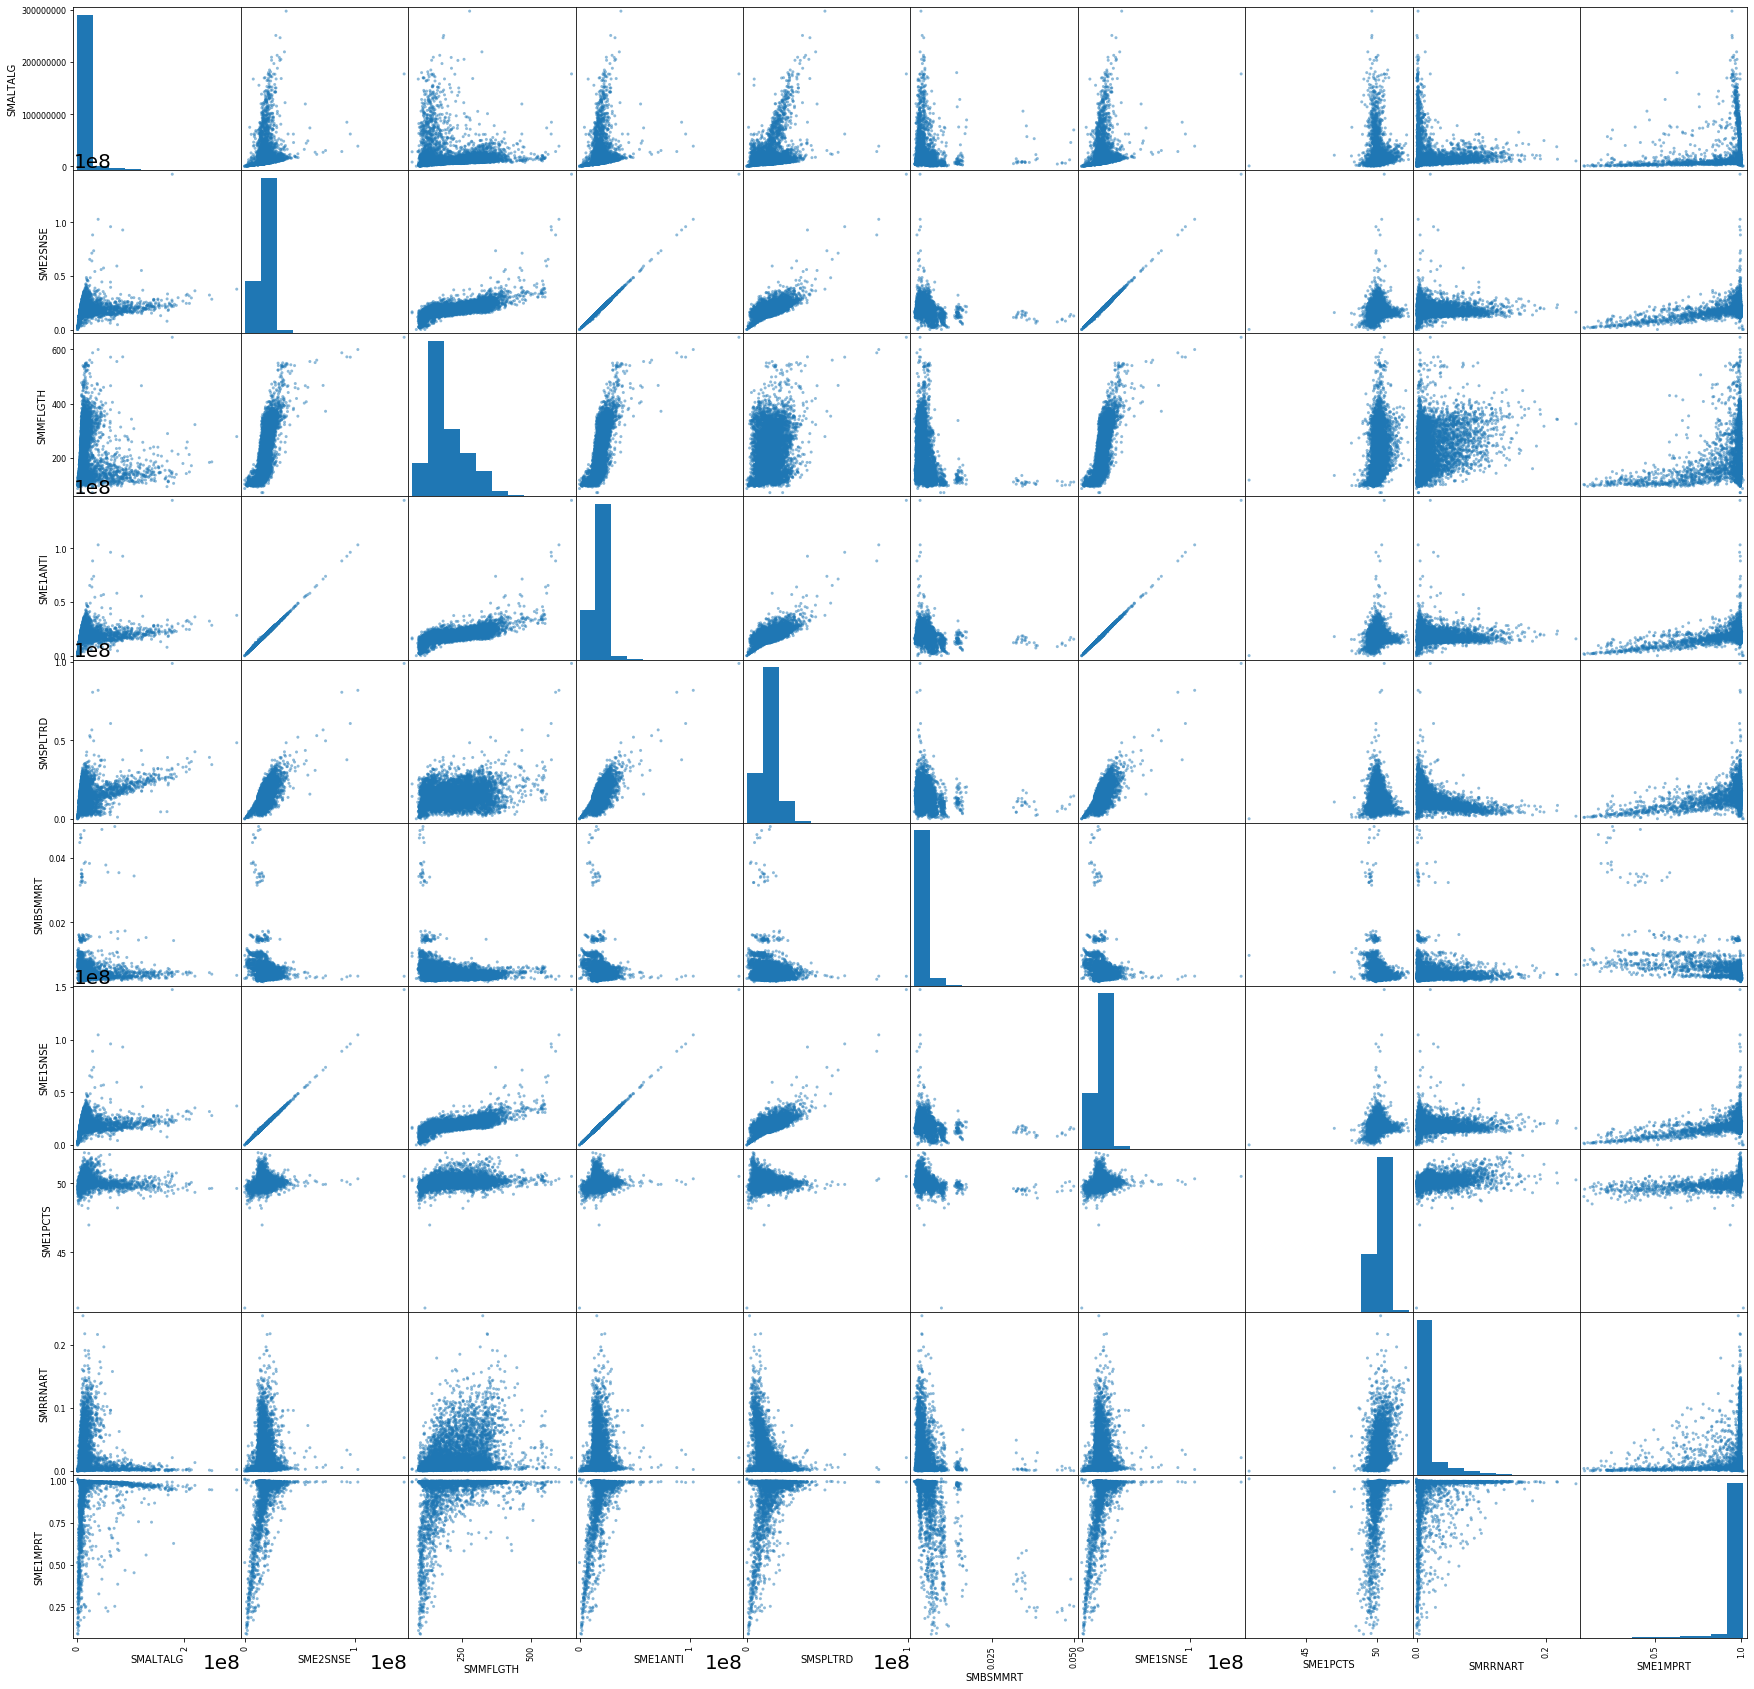 300000000
200000000
100000000
0
SMALTALG
1e8
1.0
0.5
0.0
SME2SNSE
600
400
200
SMMFLGTH
1e8
1.0
0.5
0.0
SME1ANTI
1e8
1.0
0.5
0.0
SMSPLTRD
0.04
0.02
SMBSMMRT
1e8
1.5
1.0
0.5
0.0
SME1SNSE
50
45
SME1PCTS
0.2
0.1
0.0
SMRRNART
1.00
0.75
0.50
0.25
SME1MPRT
0 2 0 1 250 500 0 1 0 1 0.025 0.050 0 1 45 50 0.0 0.2 0.5 1.0
SMALTALG 1e8 SME2SNSE 1e8 SMMFLGTH SME1ANTI 1e8 SMSPLTRD 1e8 SMBSMMRT SME1SNSE 1e8 SME1PCTS SMRRNART SME1MPRT